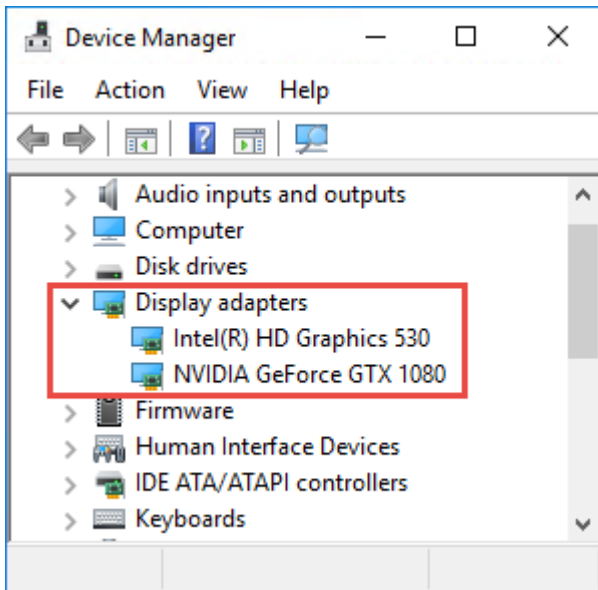 Device Manager
File Action View Help
Audio inputs and outputs
Computer
Disk drives
Display adapters
Intel(R) HD Graphics 530
NVIDIA GeForce GTX 1080
Firmware
Human Interface Devices
IDE ATA/ATAPI controllers
Keyboards